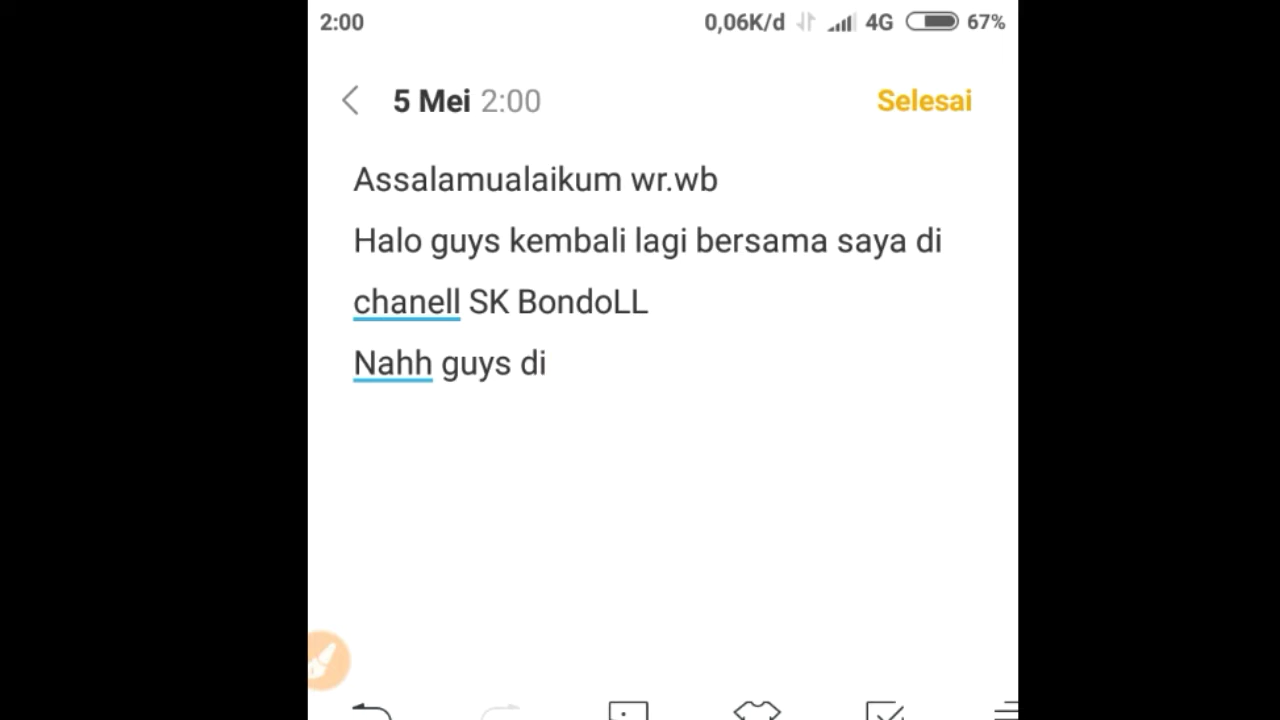 2:00 0,06K/d 4G 67%
5 Mei 2:00 Selesai
Assalamualaikum wr.wb
Halo guys kembali lagi bersama saya di
chanell SK BondoLL
Nahh guys di